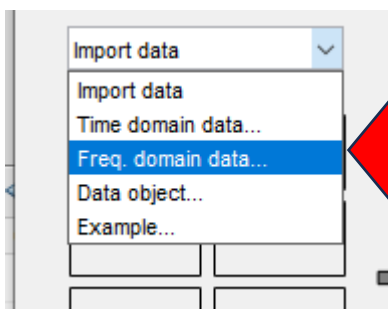 Import data
Import data
Time domain data...
Freq. domain data...
Data object...
Example...